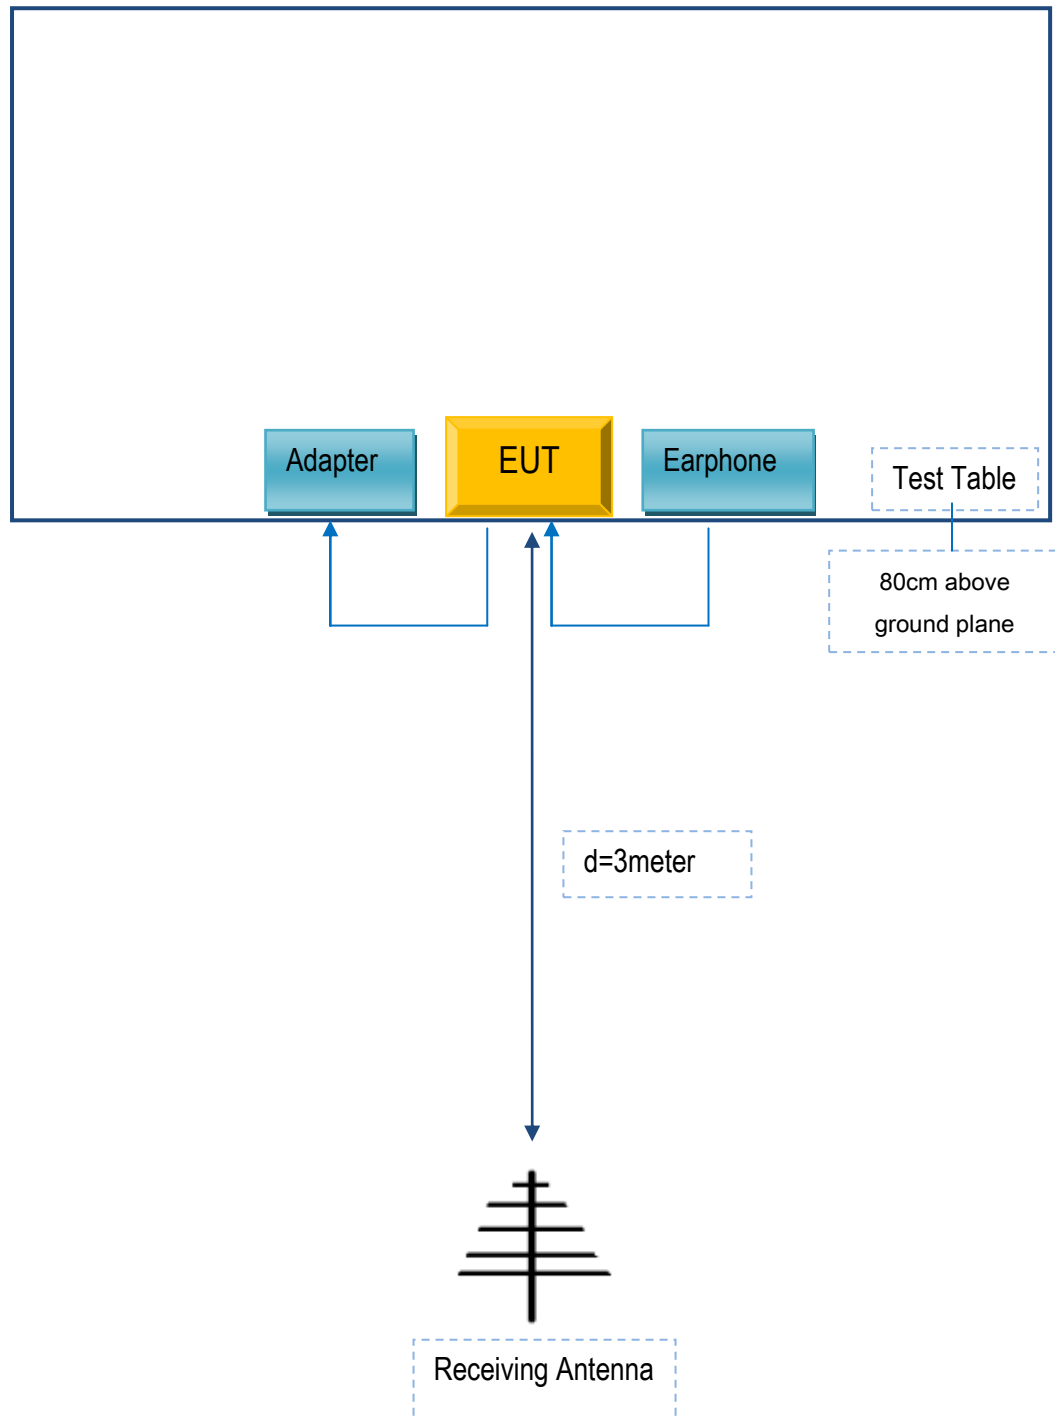 Adapter
EUT
Earphone
Test Table
80cm above
ground plane
d=3meter
Receiving Antenna